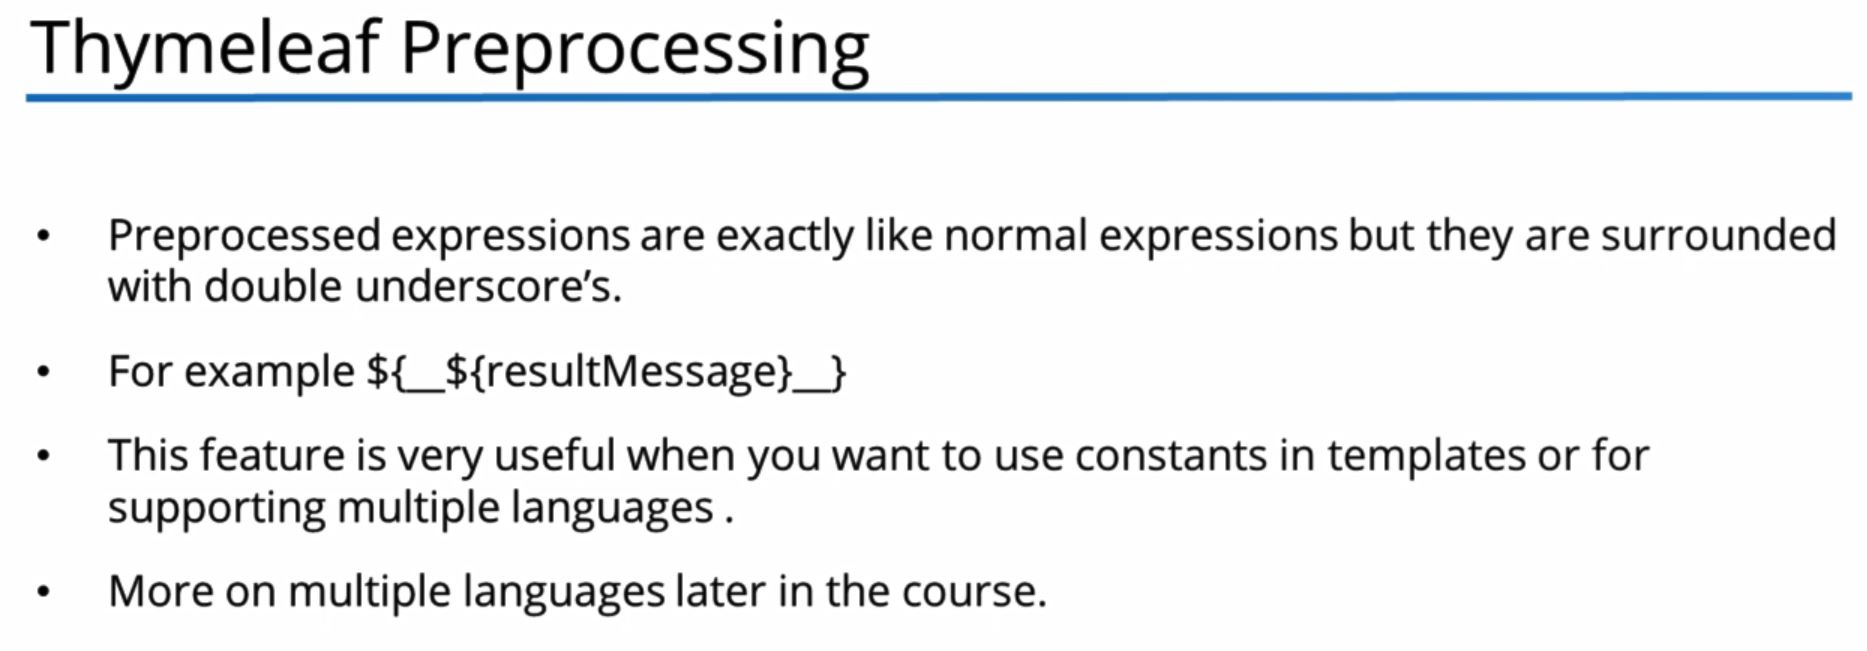 Thymeleaf Preprocessing
• Preprocessed expressions are exactly like normal expressions but they are surrounded
with double underscore’s.
• For example ${__${resultMessage}__}
• This feature is very useful when you want to use constants in templates or for
supporting multiple languages .
• More on multiple languages later in the course.